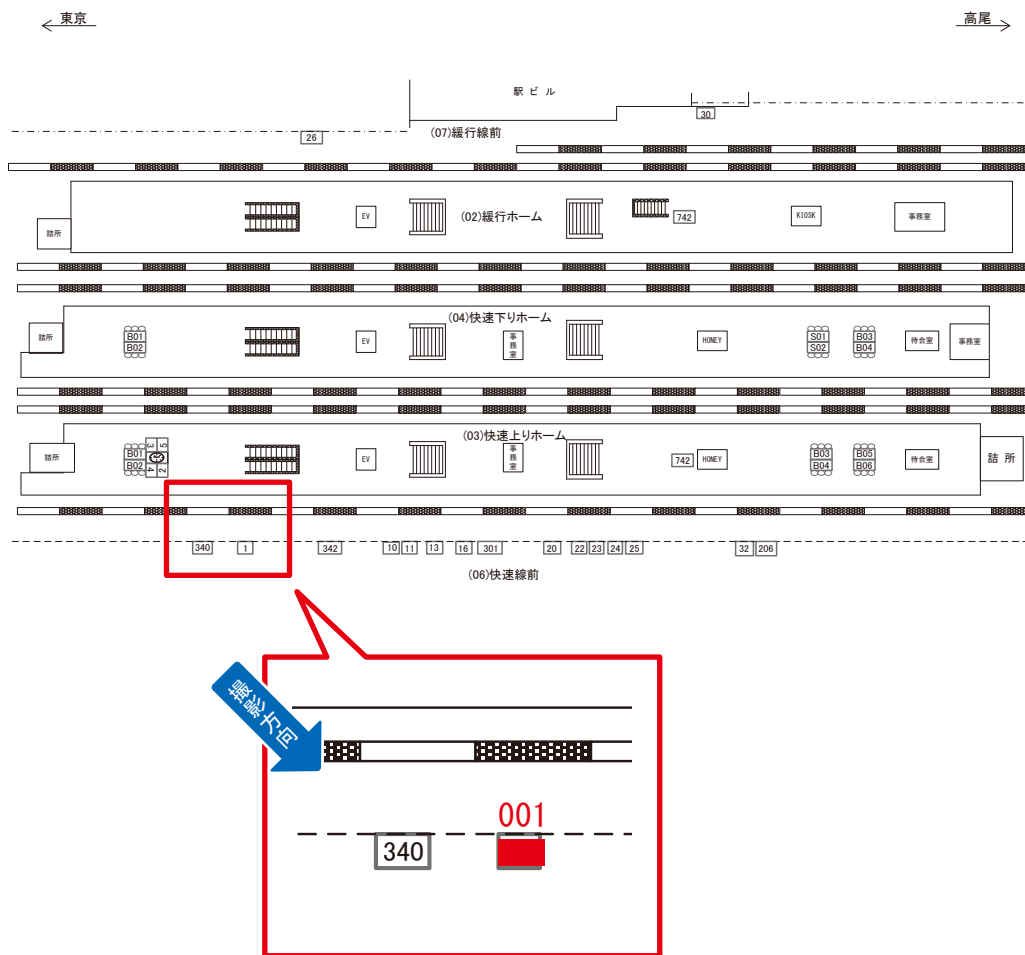 東京
高尾
駅ビル
30
26
(07)緩行線前
詰所
EV
(02)緩行ホーム
742
KIOSK
事務室
(04)快速下りホーム
詰所
B01
B02
EV
事務室
HONEY
S01
S02
B03
B04
待合室
事務室
(03)快速上りホーム
詰所
B01
B02
3
5
4
2
EV
事務室
742
HONEY
B03
B04
B05
B06
待合室
詰所
340
1
342
10
11
13
16
301
20
22
23
24
25
32
206
(06)快速線前
撮影方向
001
340